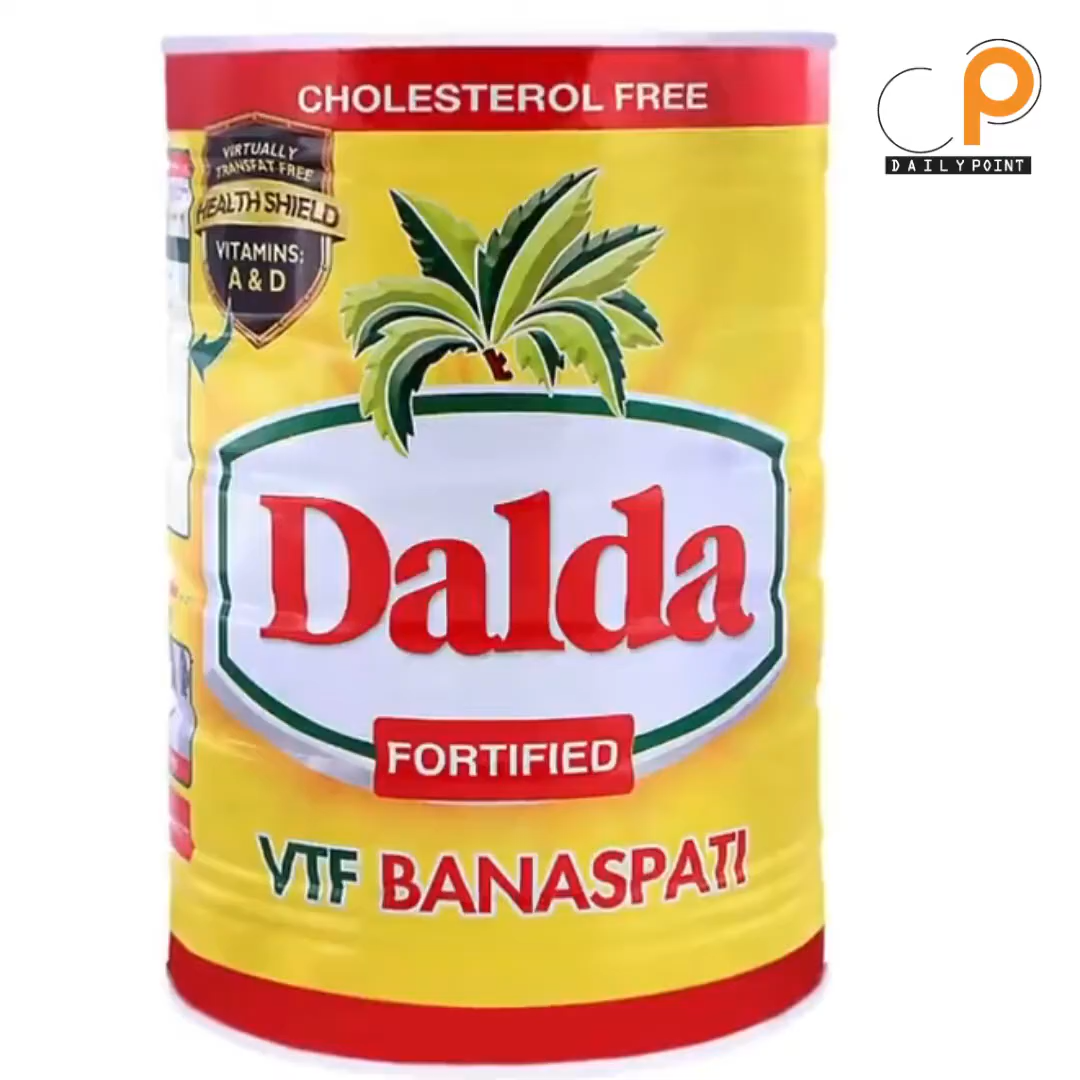 CHOLESTEROL FREE
DAILYPOINT
VIRTUALLY
TRANSFAT FREE
HEALTH SHIELD
VITAMINS:
A & D
Dalda
FORTIFIED
VTF BANASPATI